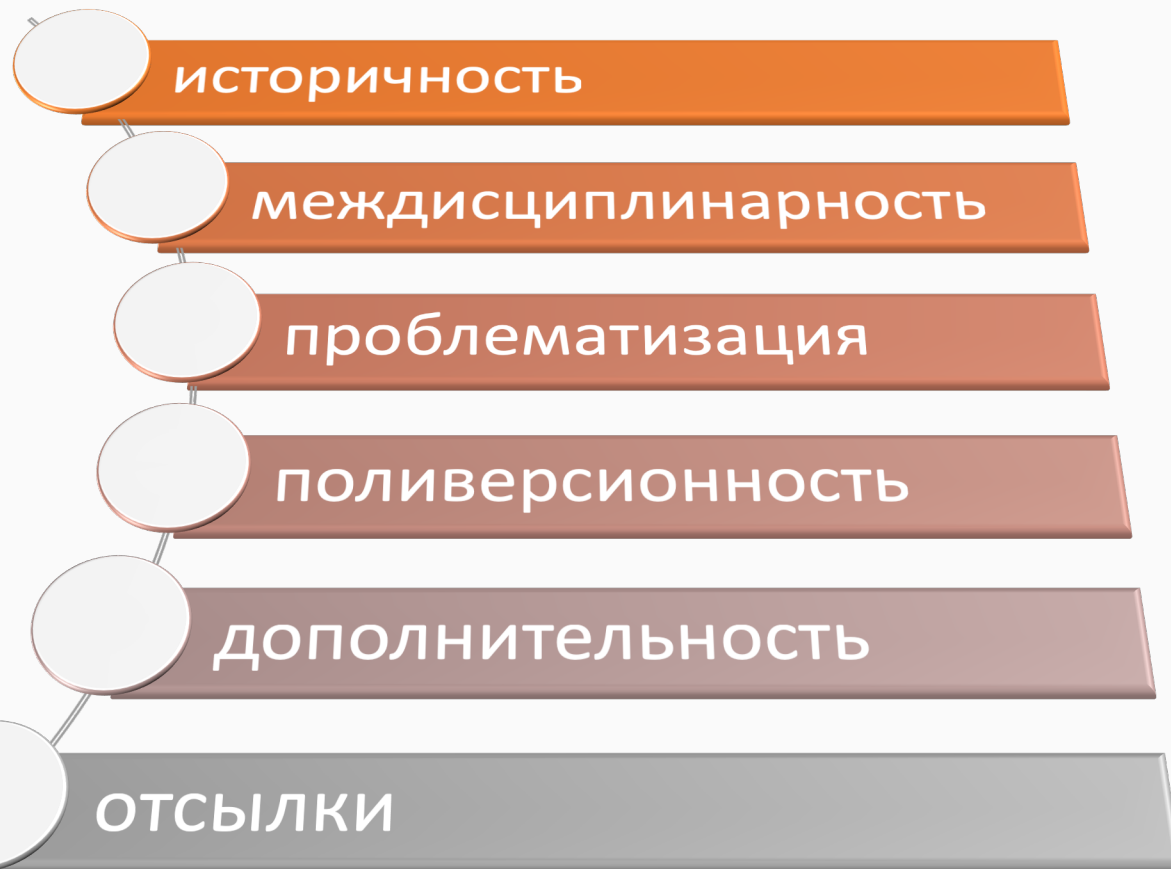 историчность
междисциплинарность
проблематизация
поливерсионность
дополнительность
отсылки